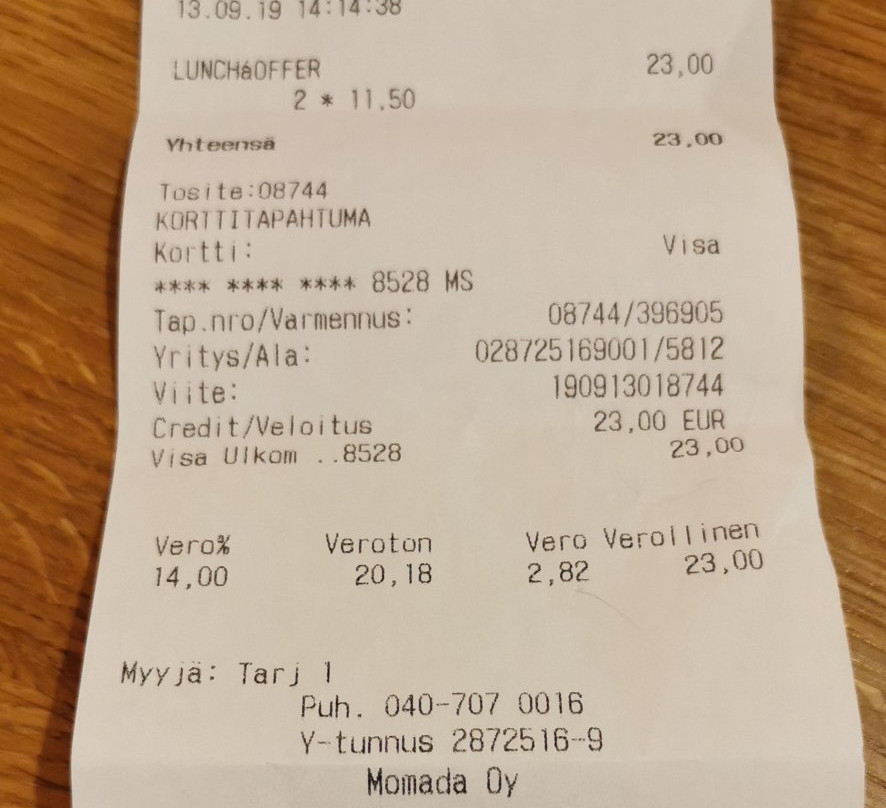 13.09.19 14:14:38
LUNCHáOFFER 23,00
2 * 11,50
Yhteensä 23,00
Tosite:08744
KORTTITAPAHTUMA
Kortti: Visa
**** **** **** 8528 MS
Tap.nro/Varmennus: 08744/396905
Yritys/Ala: 028725169001/5812
Viite: 190913018744
Credit/Veloitus 23,00 EUR
Visa Ulkom ..8528 23,00
Vero% Veroton Vero Verollinen
14,00 20,18 2,82 23,00
Myyjä: Tarj 1
Puh. 040-707 0016
Y-tunnus 2872516-9
Momada Oy